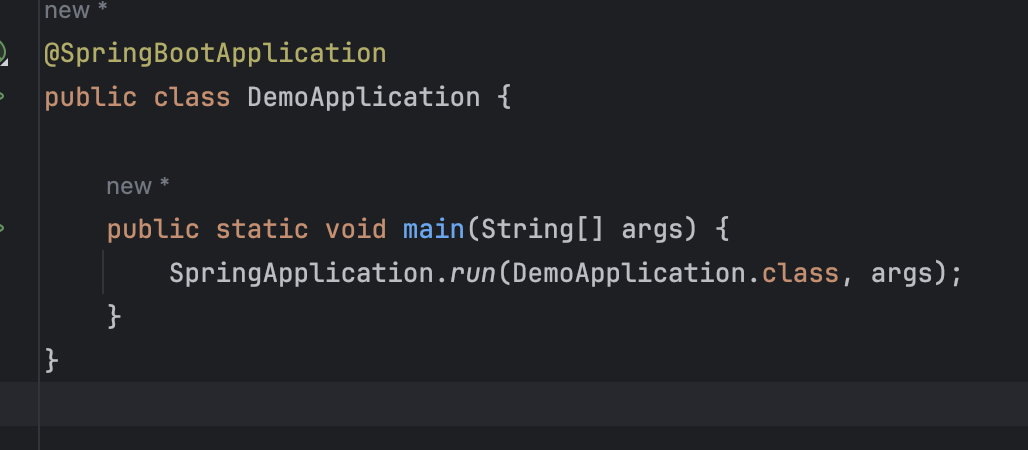 new *
@SpringBootApplication
public class DemoApplication {
new *
public static void main(String[] args) {
SpringApplication.run(DemoApplication.class, args);
}
}